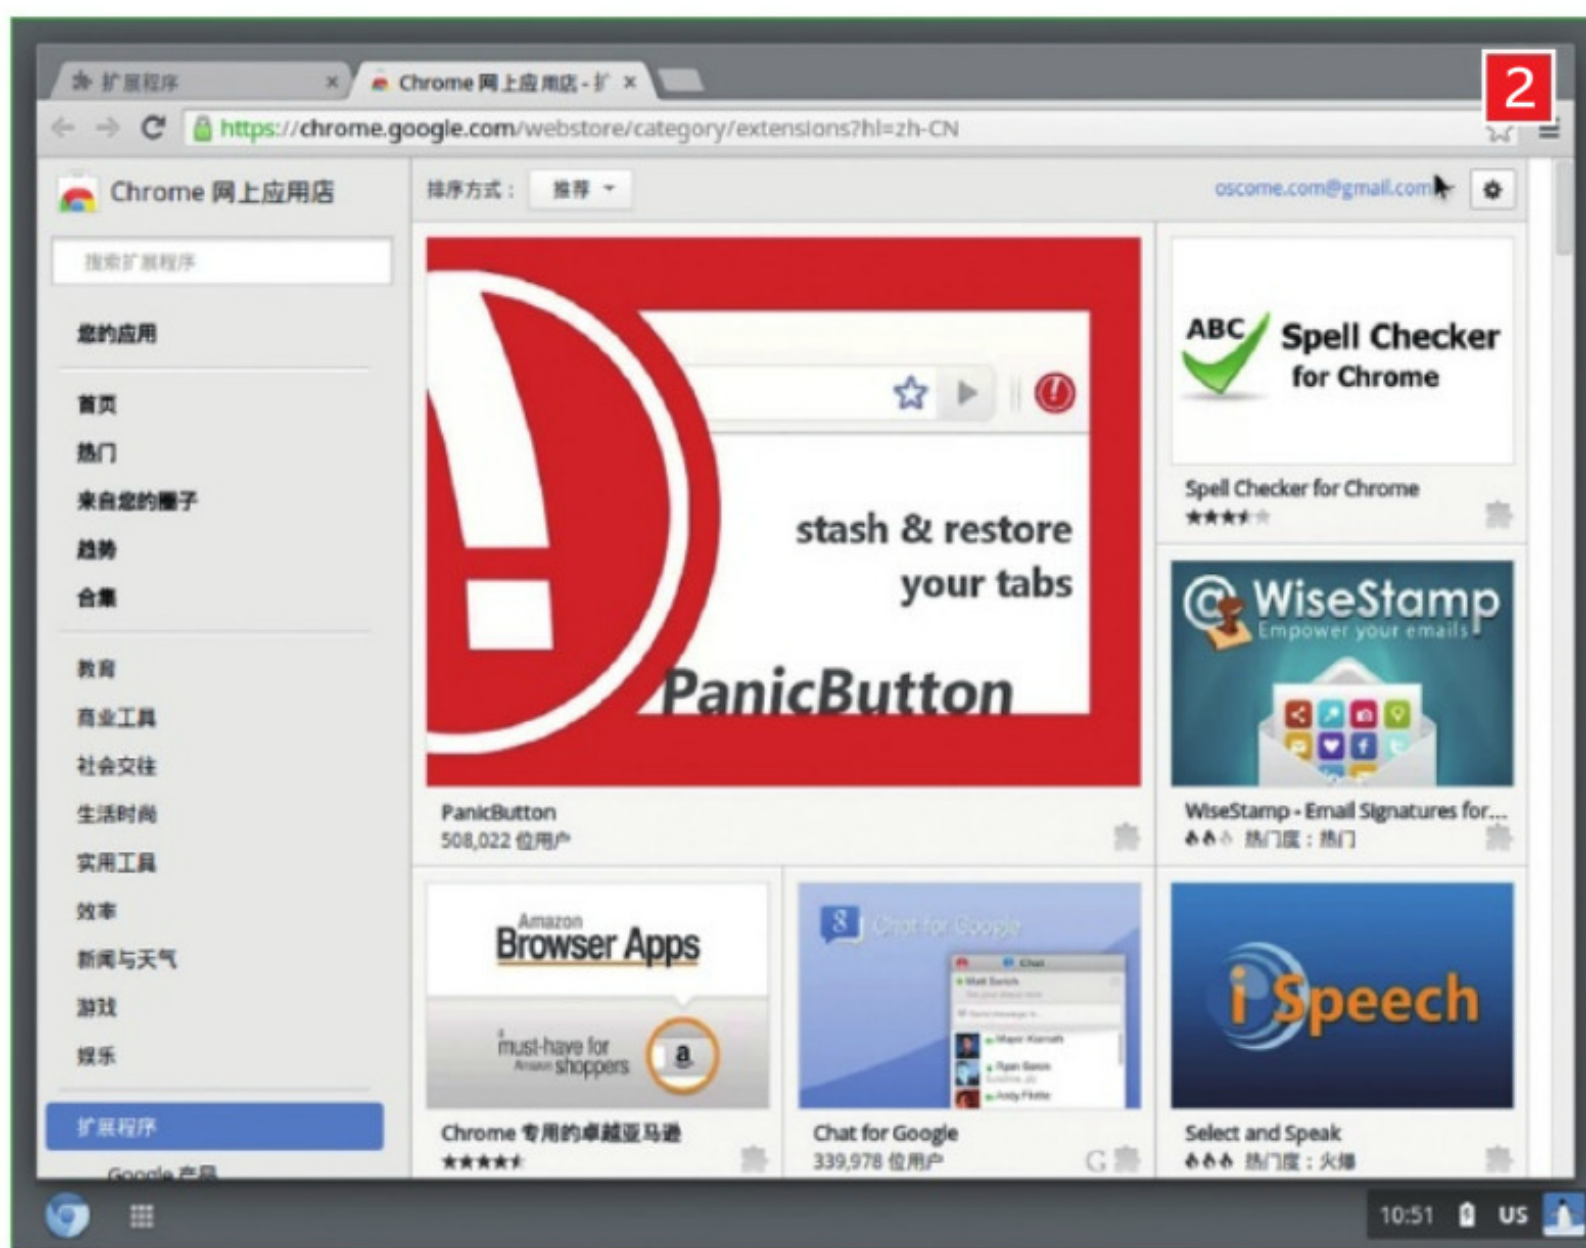 扩展程序
Chrome 网上应用店 - 扩
2
https://chrome.google.com/webstore/category/extensions?hl=zh-CN
Chrome 网上应用店
排序方式：
推荐
oscome.com@gmail.com
搜索扩展程序
您的应用
首页
热门
来自您的圈子
趋势
合集
教育
商业工具
社会交往
生活时尚
实用工具
效率
新闻与天气
游戏
娱乐
扩展程序
Google 产品
stash & restore
your tabs
PanicButton
PanicButton
508,022 位用户
ABC
Spell Checker
for Chrome
Spell Checker for Chrome
@ WiseStamp
Empower your emails
WiseStamp - Email Signatures for...
热门度：热门
Amazon
Browser Apps
a
must-have for
Amazon shoppers
a
Chrome 专用的卓越亚马逊
8
Chat for Google
Chat
Chat for Google
339,978 位用户
G
i Speech
Select and Speak
热门度：火爆
10:51
US